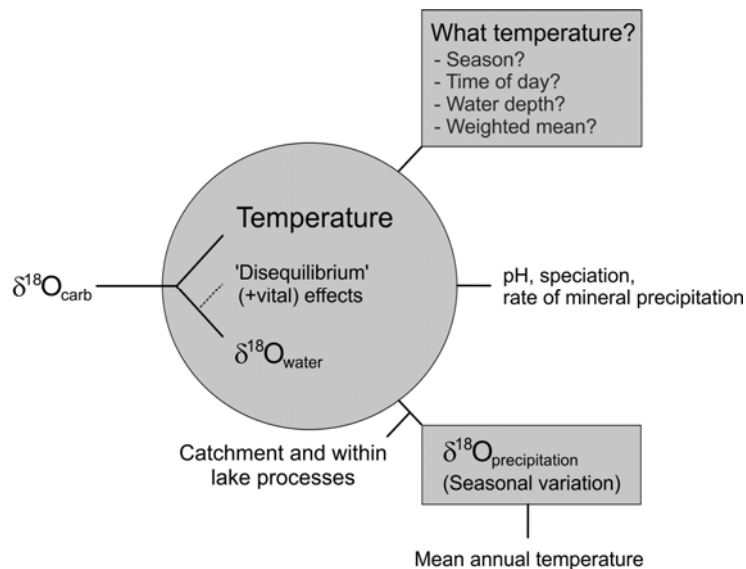 What temperature?
- Season?
- Time of day?
- Water depth?
- Weighted mean?
Temperature
'Disequilibrium'
(+vital) effects
δ¹⁸Ocarb
δ¹⁸Owater
pH, speciation,
rate of mineral precipitation
Catchment and within
lake processes
δ¹⁸Oprecipitation
(Seasonal variation)
Mean annual temperature